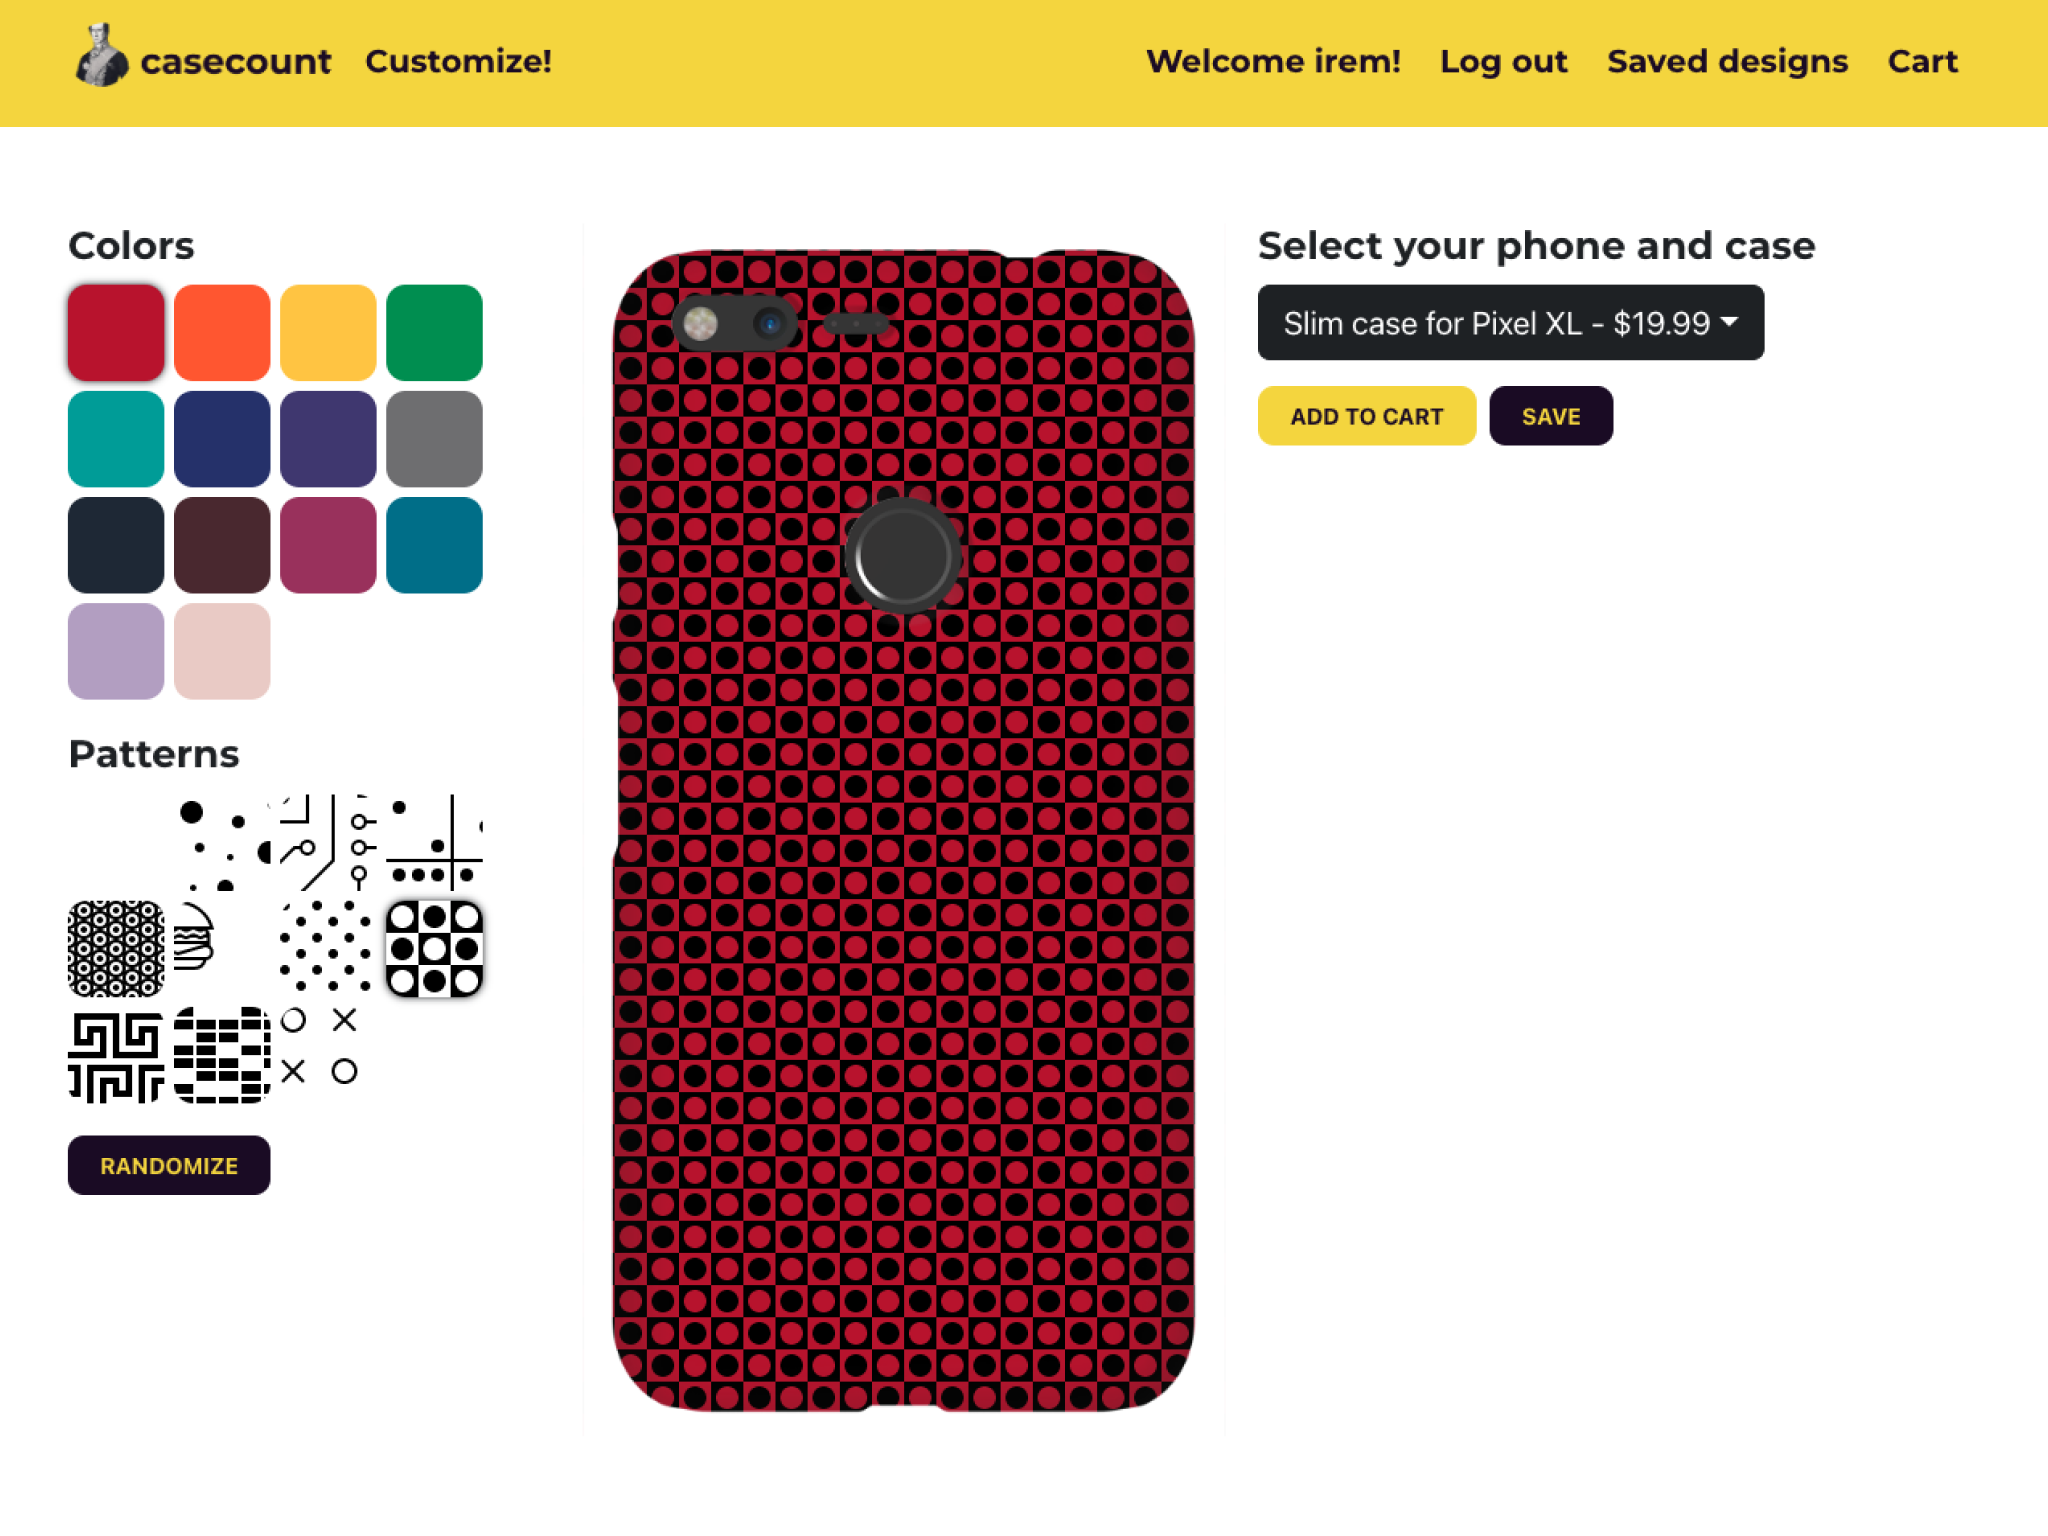 casecount Customize! Welcome irem! Log out Saved designs Cart
Colors
Select your phone and case
Slim case for Pixel XL - $19.99
ADD TO CART SAVE
Patterns
RANDOMIZE